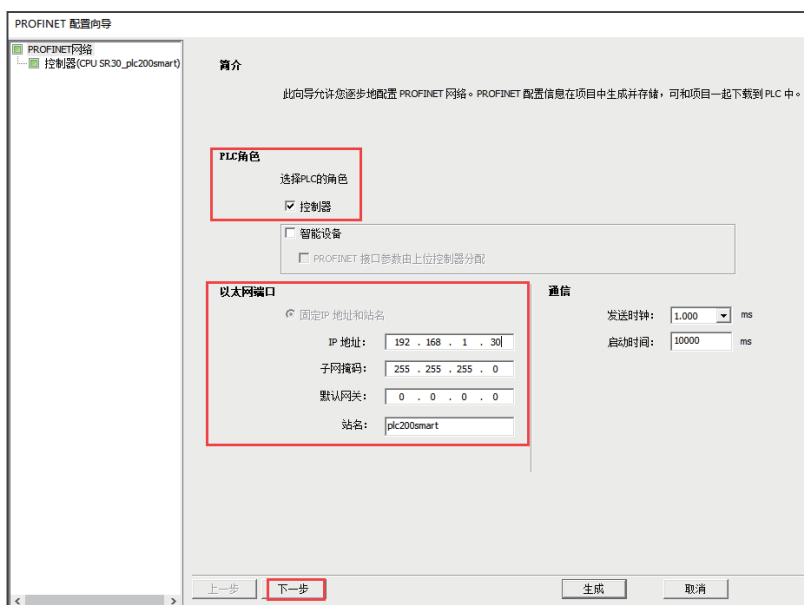 PROFINET 配置向导
PROFINET网络
控制器(CPU SR30_plc200smart)
简介
此向导允许您逐步地配置 PROFINET 网络。PROFINET 配置信息在项目中生成并存储，可和项目一起下载到 PLC 中。
PLC角色
选择PLC的角色
控制器
智能设备
PROFINET 接口参数由上位控制器分配
以太网端口
固定IP 地址和站名
IP 地址: 192 . 168 . 1 . 30
子网掩码: 255 . 255 . 255 . 0
默认网关: 0 . 0 . 0 . 0
站名: plc200smart
通信
发送时钟: 1.000 ms
启动时间: 10000 ms
上一步 下一步 生成 取消